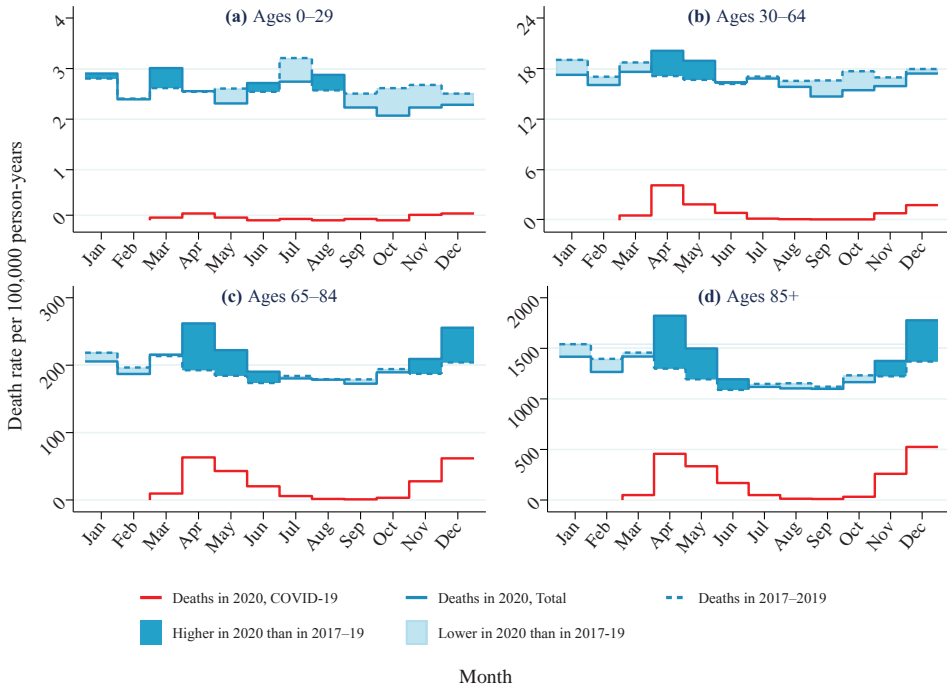 (a) Ages 0–29
4
3
2
1
0
Jan Feb Mar Apr May Jun Jul Aug Sep Oct Nov Dec
(b) Ages 30–64
24
18
12
6
0
Jan Feb Mar Apr May Jun Jul Aug Sep Oct Nov Dec
Death rate per 100,000 person-years
(c) Ages 65–84
300
200
100
0
Jan Feb Mar Apr May Jun Jul Aug Sep Oct Nov Dec
(d) Ages 85+
2000
1500
1000
500
0
Jan Feb Mar Apr May Jun Jul Aug Sep Oct Nov Dec
Deaths in 2020, COVID-19 Deaths in 2020, Total Deaths in 2017–2019
Higher in 2020 than in 2017–19 Lower in 2020 than in 2017-19
Month